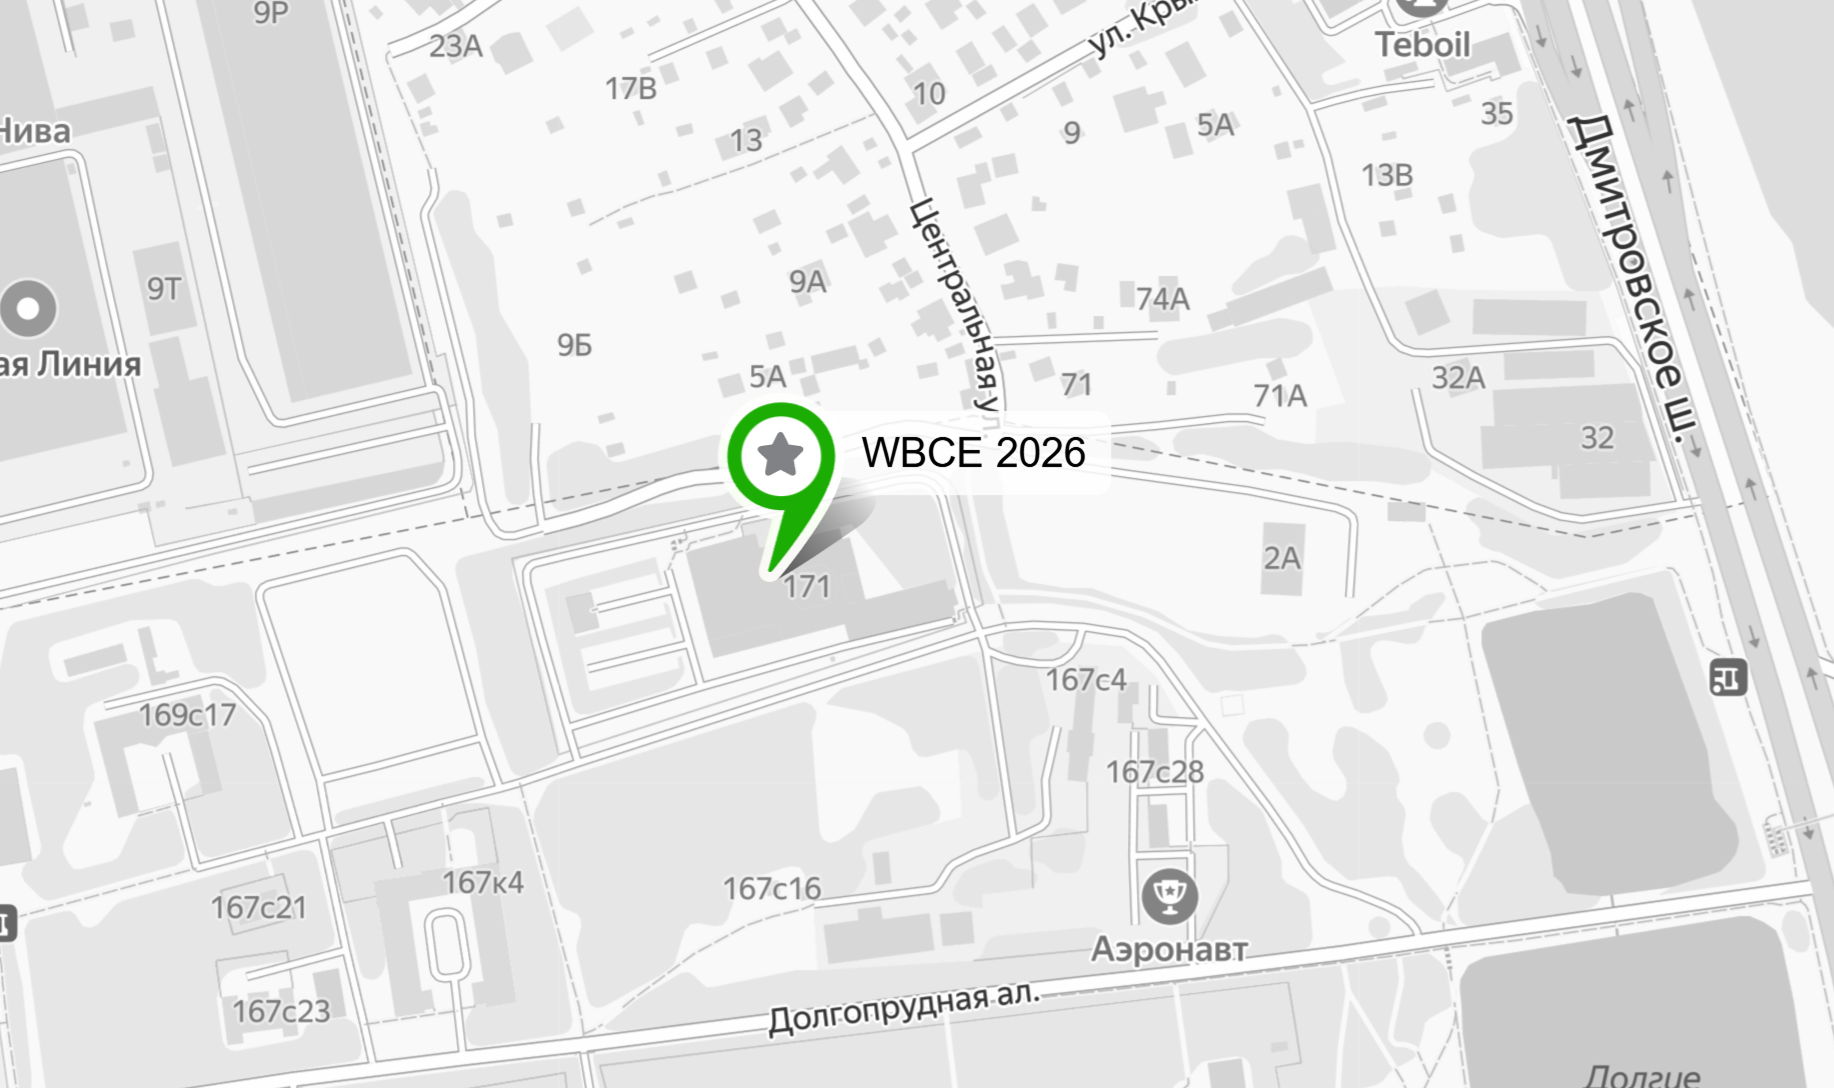 9Р
23А
17В
10
ул. Кры
Teboil
35
Нива
13
9
5А
13В
Дмитровское ш.
Центральная у
9Т
9А
74А
ая Линия
9Б
5А
71
71А
32А
32
WBCE 2026
171
2А
167с4
169с17
167с28
167к4
167с16
167с21
Аэронавт
167с23
Долгопрудная ал.
Долгие